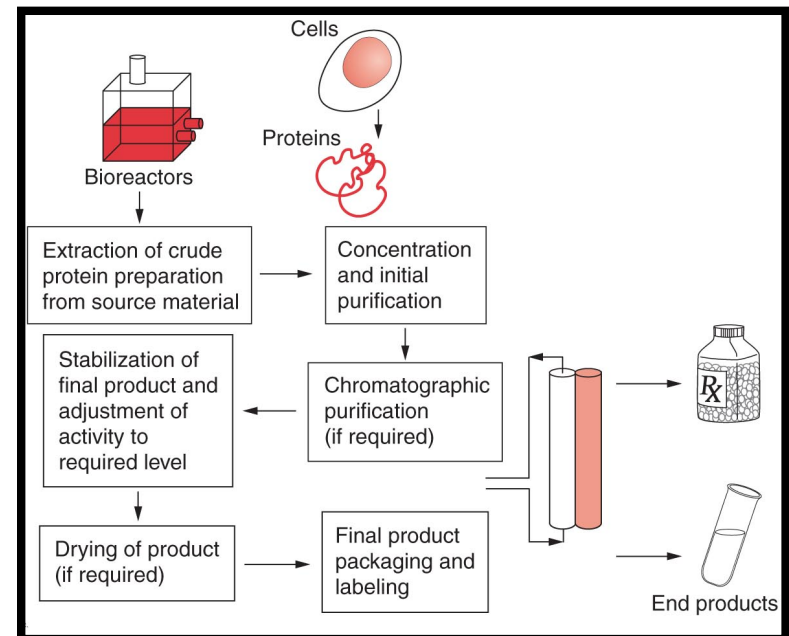 Cells
Proteins
Bioreactors
Extraction of crude
protein preparation
from source material
Concentration
and initial
purification
Chromatographic
purification
(if required)
Stabilization of
final product and
adjustment of
activity to
required level
Drying of product
(if required)
Final product
packaging and
labeling
Rx
End products